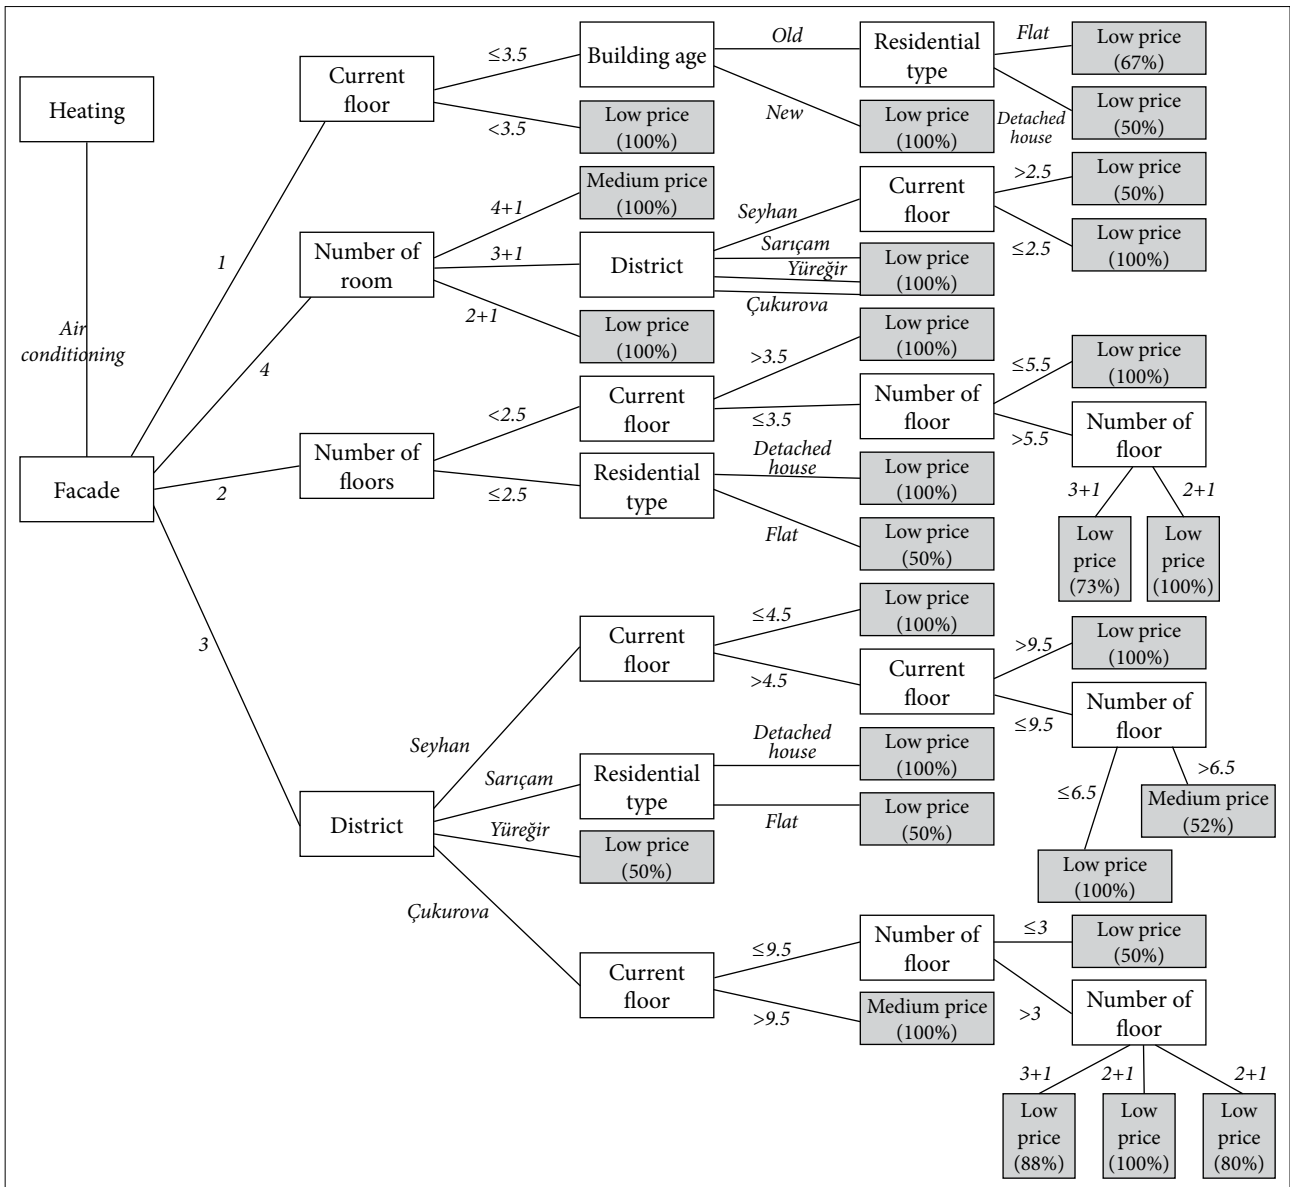 Heating
Air
conditioning
Facade
1
4
2
3
Current
floor
≤3.5
<3.5
Building age
Old
New
Low price
(100%)
Residential
type
Flat
Detached
house
Low price
(67%)
Low price
(50%)
Low price
(100%)
Number of
room
4+1
3+1
2+1
Medium price
(100%)
District
Low price
(100%)
Seyhan
Sarıçam
Yüreğir
Çukurova
Current
floor
>2.5
≤2.5
Low price
(50%)
Low price
(100%)
Low price
(100%)
Number of
floors
<2.5
≤2.5
Current
floor
>3.5
≤3.5
Low price
(100%)
Number of
floor
≤5.5
>5.5
Low price
(100%)
Number of
floor
3+1
2+1
Low
price
(73%)
Low
price
(100%)
Residential
type
Detached
house
Flat
Low price
(100%)
Low price
(50%)
District
Seyhan
Sarıçam
Yüreğir
Çukurova
Current
floor
≤4.5
>4.5
Low price
(100%)
Current
floor
>9.5
≤9.5
Low price
(100%)
Number of
floor
≤6.5
>6.5
Low price
(100%)
Medium price
(52%)
Residential
type
Detached
house
Flat
Low price
(100%)
Low price
(50%)
Low price
(50%)
Current
floor
≤9.5
>9.5
Number of
floor
Medium price
(100%)
≤3
>3
Low price
(50%)
Number of
floor
3+1
2+1
2+1
Low
price
(88%)
Low
price
(100%)
Low
price
(80%)